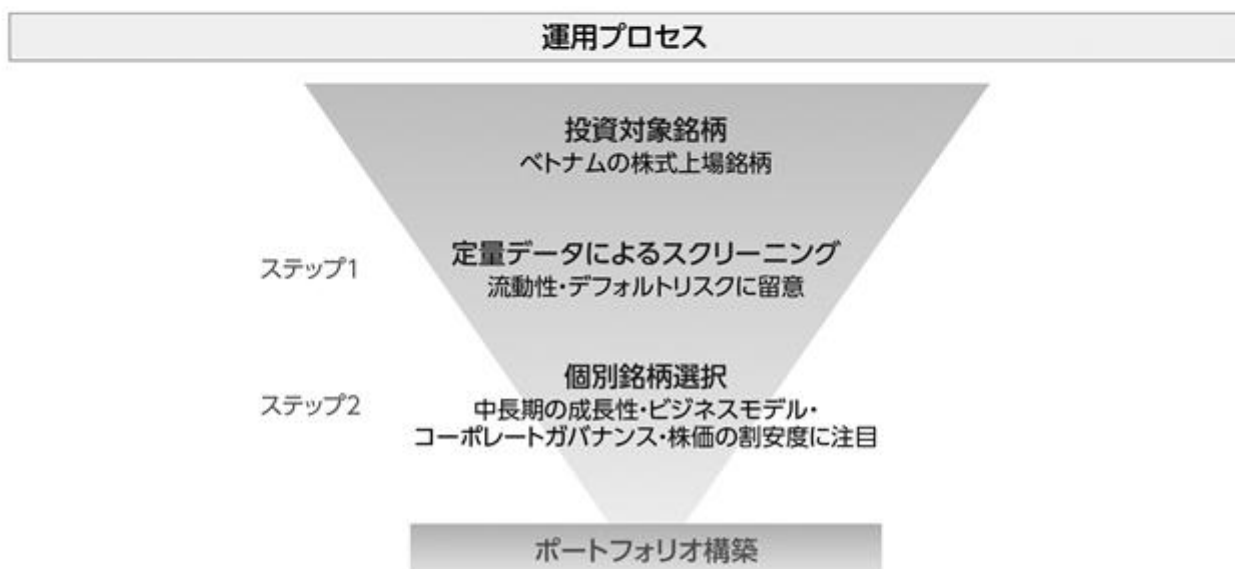 運用プロセス
投資対象銘柄
ベトナムの株式上場銘柄
ステップ1
定量データによるスクリーニング
流動性・デフォルトリスクに留意
ステップ2
個別銘柄選択
中長期の成長性・ビジネスモデル・
コーポレートガバナンス・株価の割安度に注目
ポートフォリオ構築